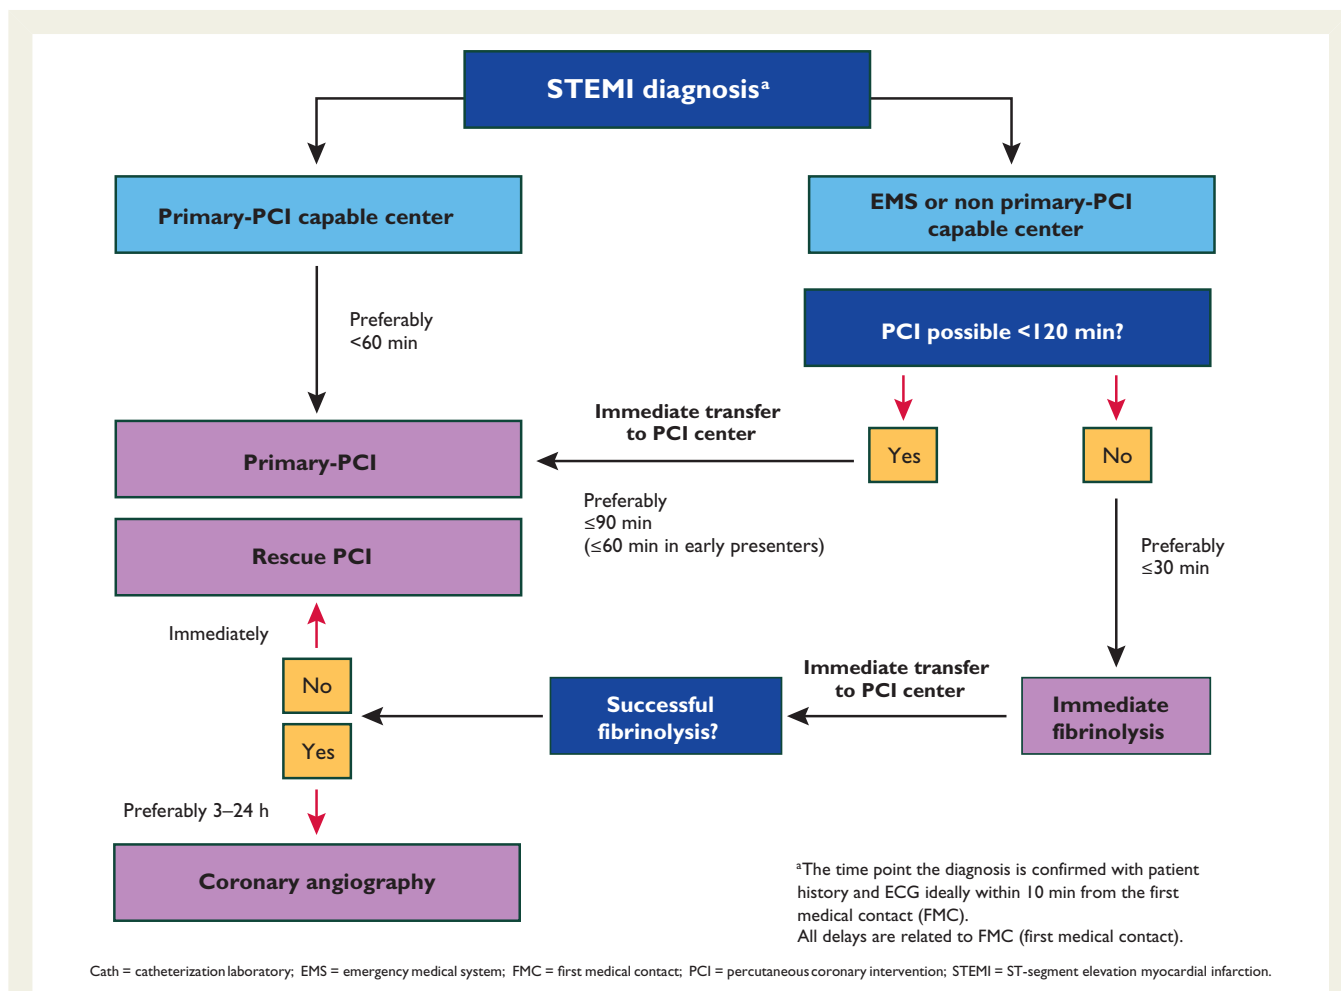 STEMI diagnosisᵃ
Primary-PCI capable center
EMS or non primary-PCI
capable center
Preferably
<60 min
PCI possible <120 min?
Immediate transfer
to PCI center
Yes
No
Primary-PCI
Preferably
≤90 min
(≤60 min in early presenters)
Preferably
≤30 min
Rescue PCI
Immediately
No
Yes
Successful
fibrinolysis?
Immediate transfer
to PCI center
Immediate
fibrinolysis
Preferably 3–24 h
Coronary angiography
ᵃThe time point the diagnosis is confirmed with patient
history and ECG ideally within 10 min from the first
medical contact (FMC).
All delays are related to FMC (first medical contact).
Cath = catheterization laboratory; EMS = emergency medical system; FMC = first medical contact; PCI = percutaneous coronary intervention; STEMI = ST-segment elevation myocardial infarction.